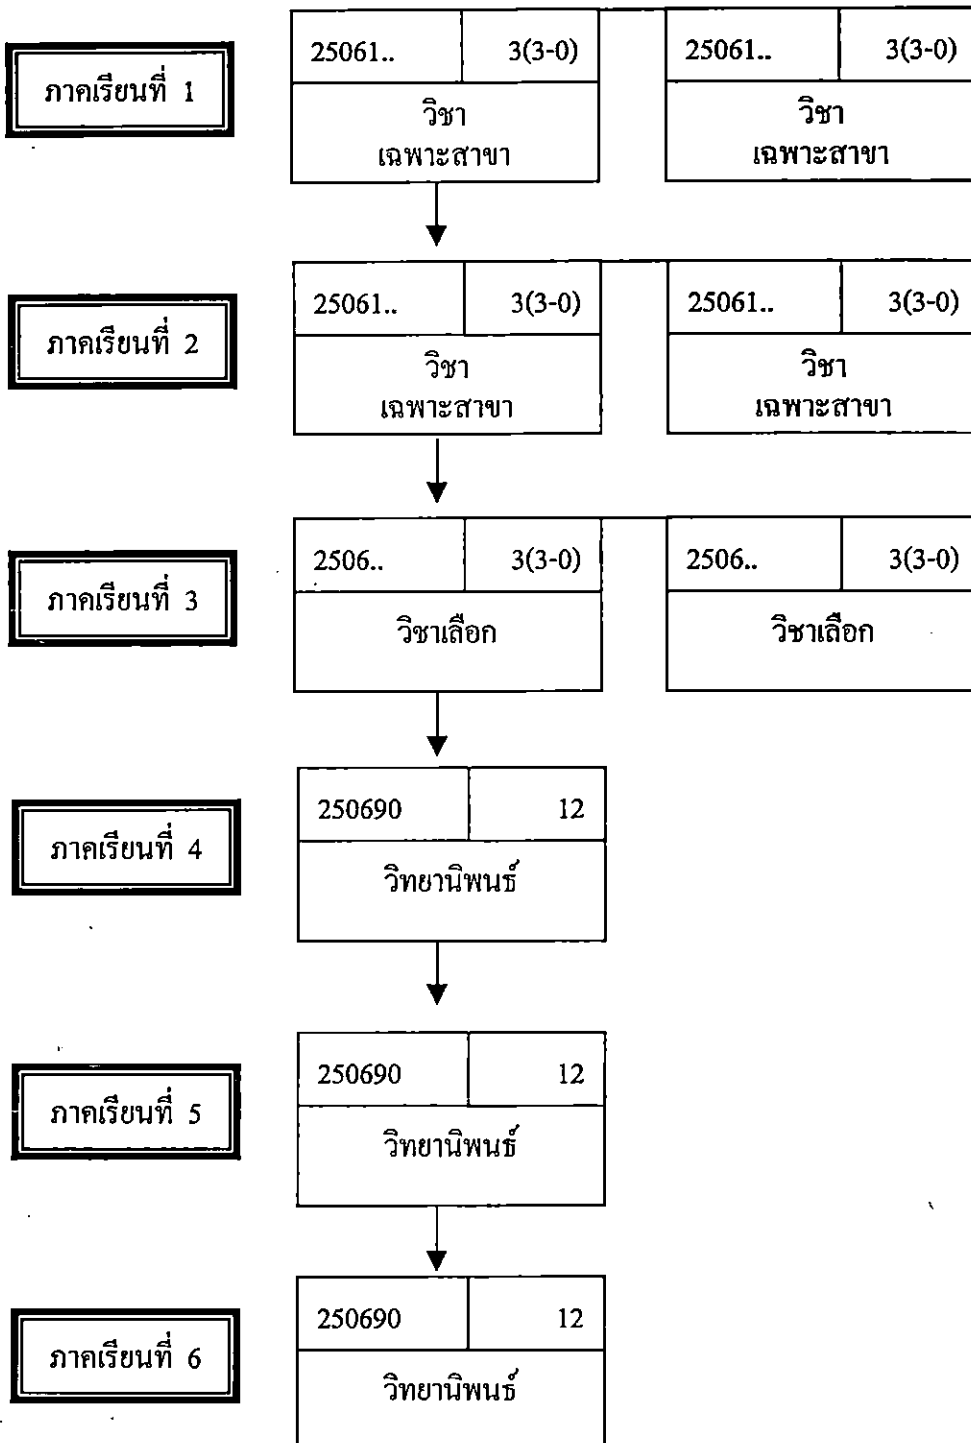 ภาคเรียนที่ 1
25061.. 3(3-0) 25061.. 3(3-0)
วิชา วิชา
เฉพาะสาขา เฉพาะสาขา
ภาคเรียนที่ 2
25061.. 3(3-0) 25061.. 3(3-0)
วิชา วิชา
เฉพาะสาขา เฉพาะสาขา
ภาคเรียนที่ 3
2506.. 3(3-0) 2506.. 3(3-0)
วิชาเลือก วิชาเลือก
ภาคเรียนที่ 4
250690 12
วิทยานิพนธ์
ภาคเรียนที่ 5
250690 12
วิทยานิพนธ์
ภาคเรียนที่ 6
250690 12
วิทยานิพนธ์